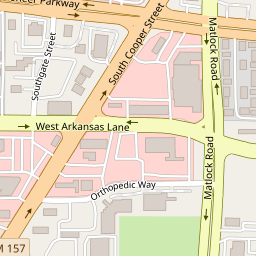 Parkway
Southgate Street
South Cooper Street
Matlock Road
West Arkansas Lane
Matlock Road
Orthopedic Way
M 157